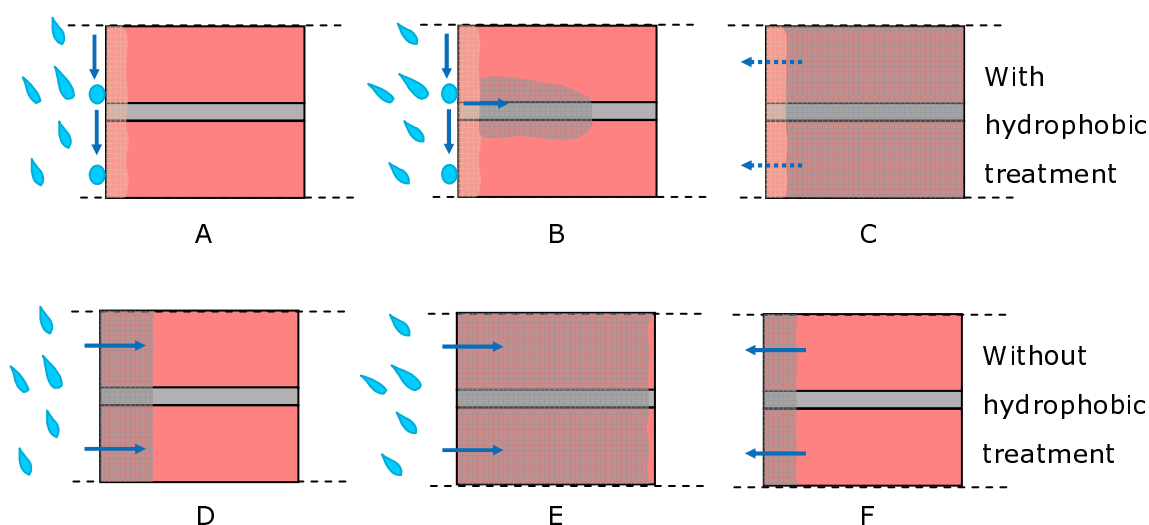 With
hydrophobic
treatment
A
B
C
Without
hydrophobic
treatment
D
E
F